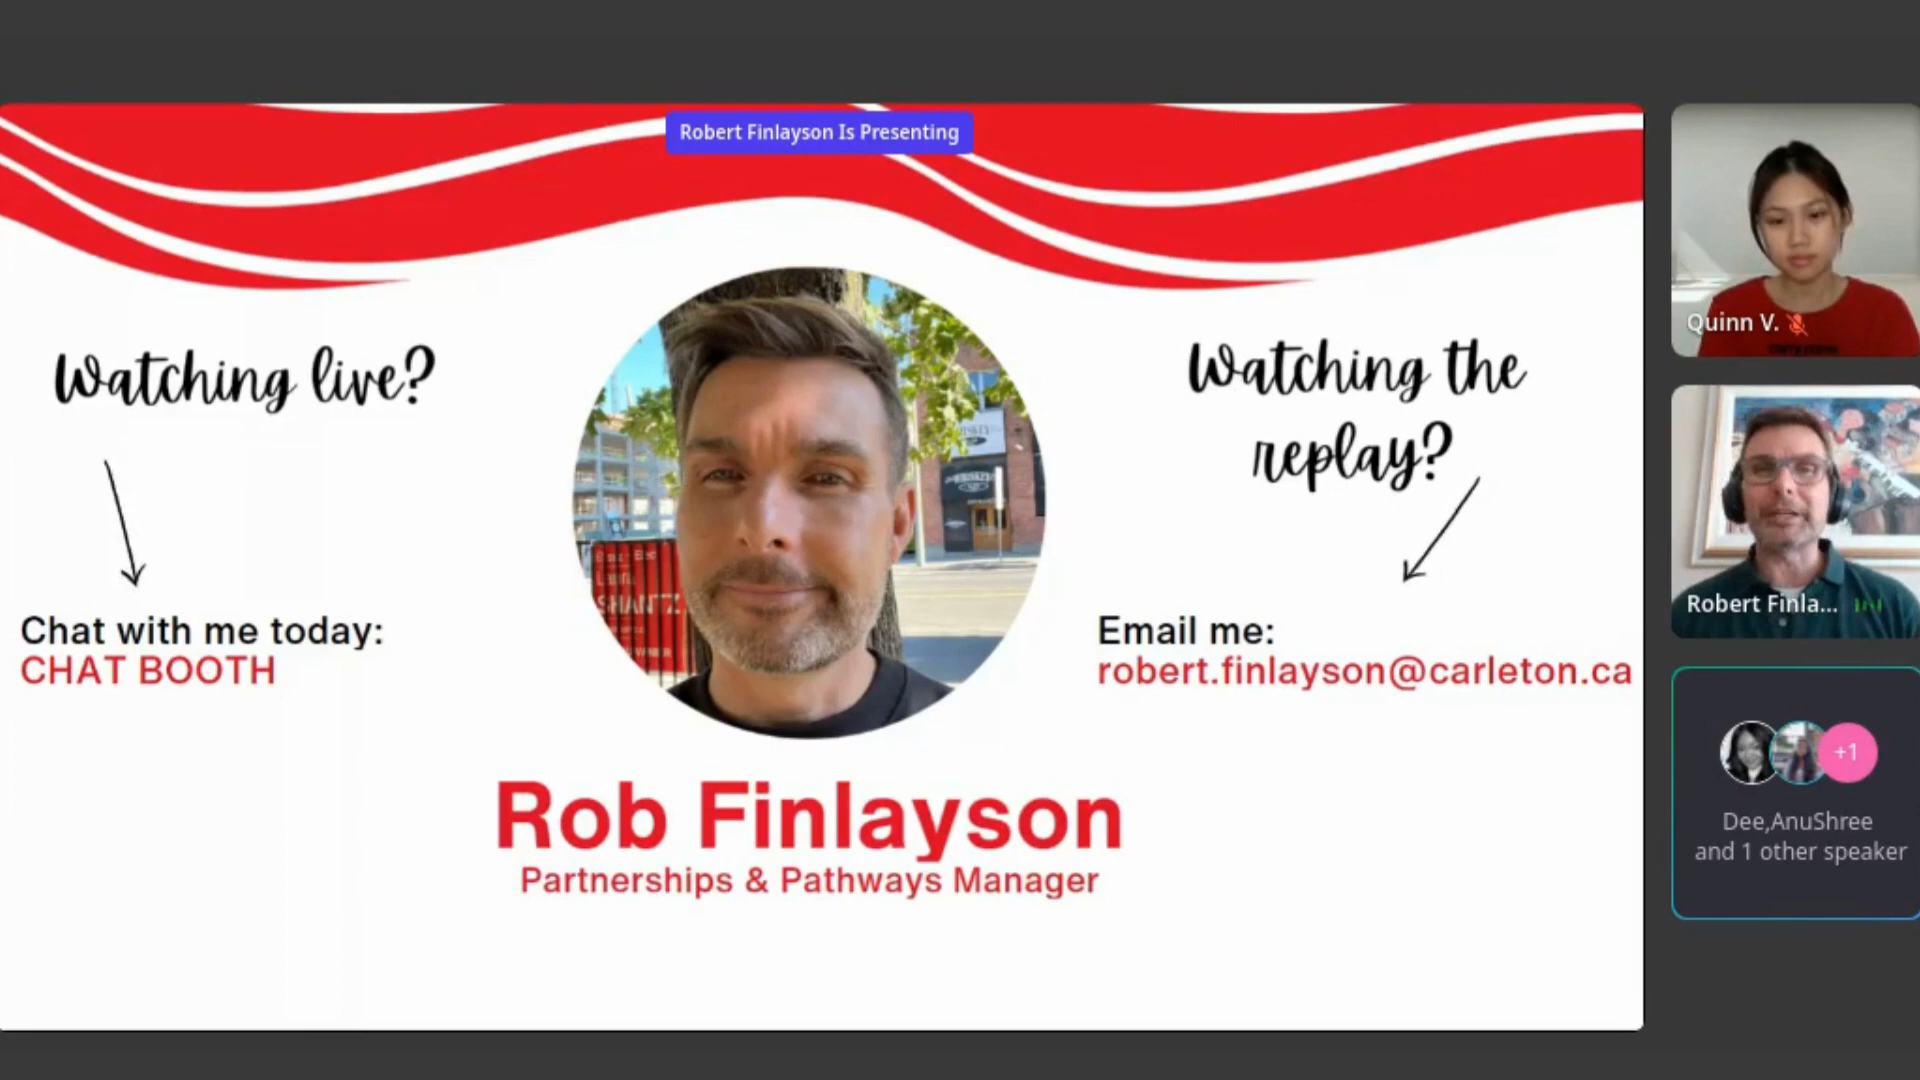 Robert Finlayson Is Presenting
Watching live?
Chat with me today:
CHAT BOOTH
Watching the
replay?
Email me:
robert.finlayson@carleton.ca
SHANTZ
Rob Finlayson
Partnerships & Pathways Manager
Quinn V.
Robert Finla...
+1
Dee,AnuShree
and 1 other speaker